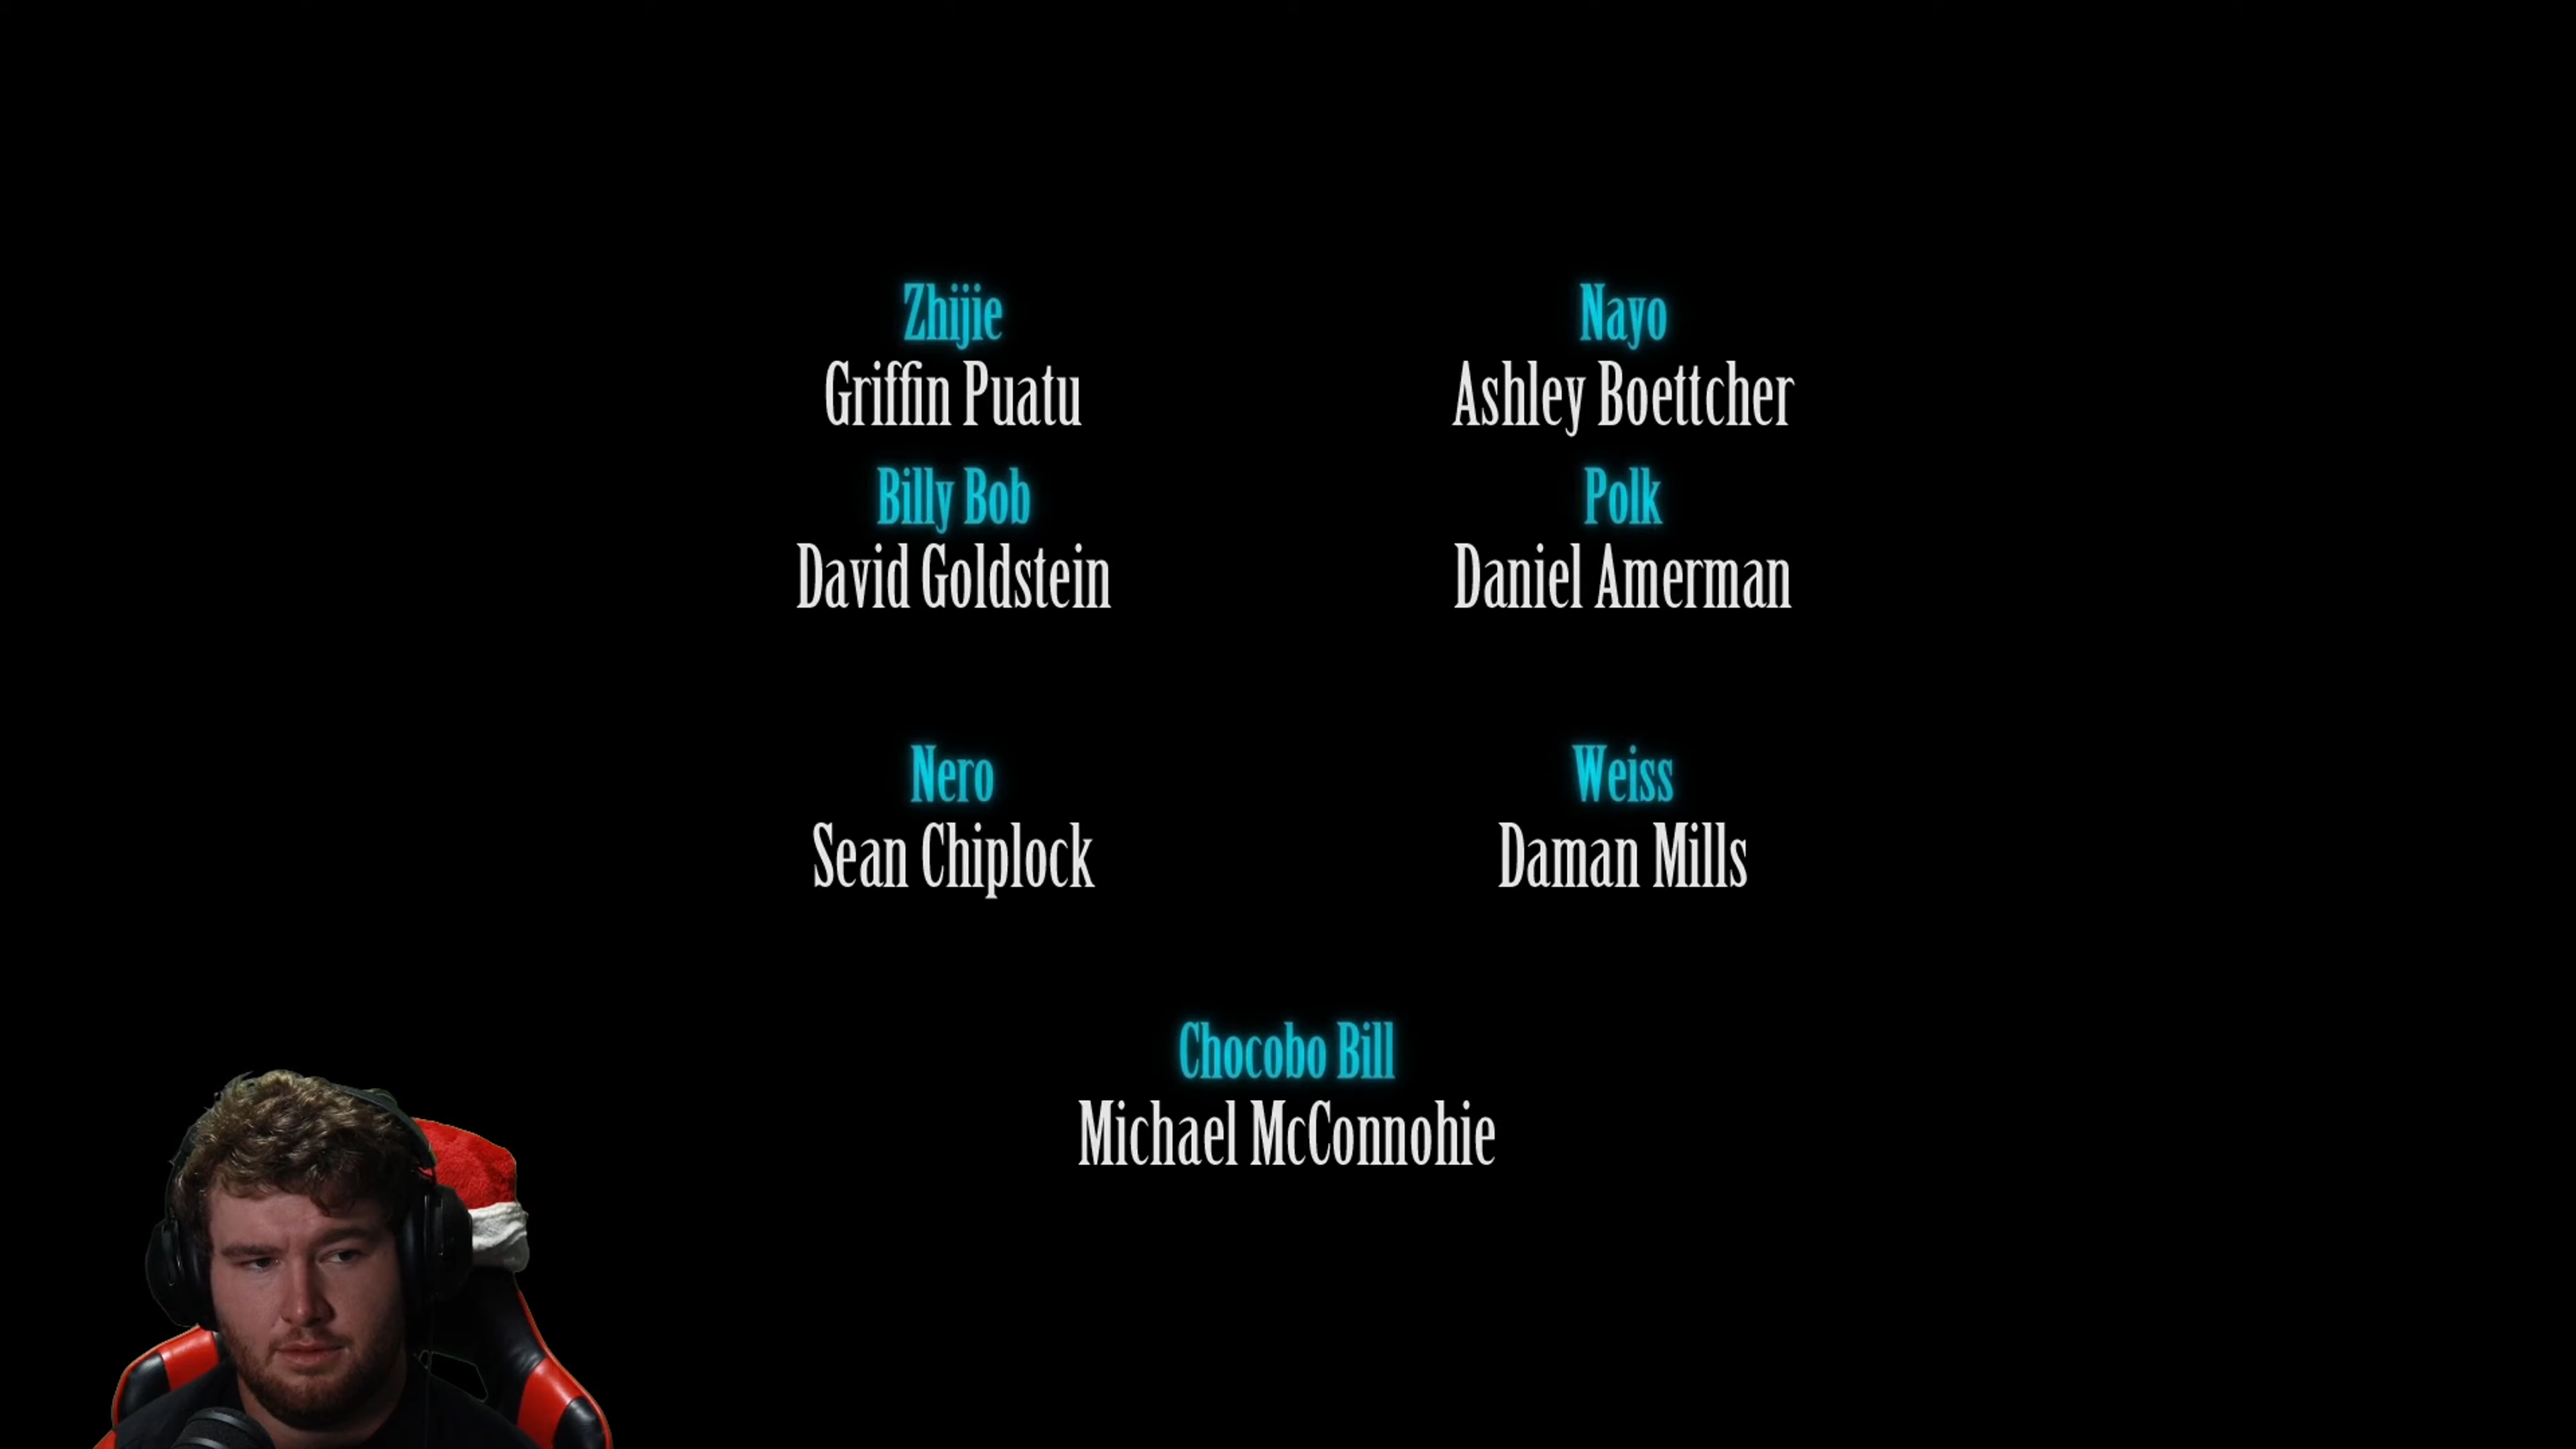 Zhijie
Griffin Puatu
Nayo
Ashley Boettcher
Billy Bob
David Goldstein
Polk
Daniel Amerman
Nero
Sean Chiplock
Weiss
Daman Mills
Chocobo Bill
Michael McConnohie